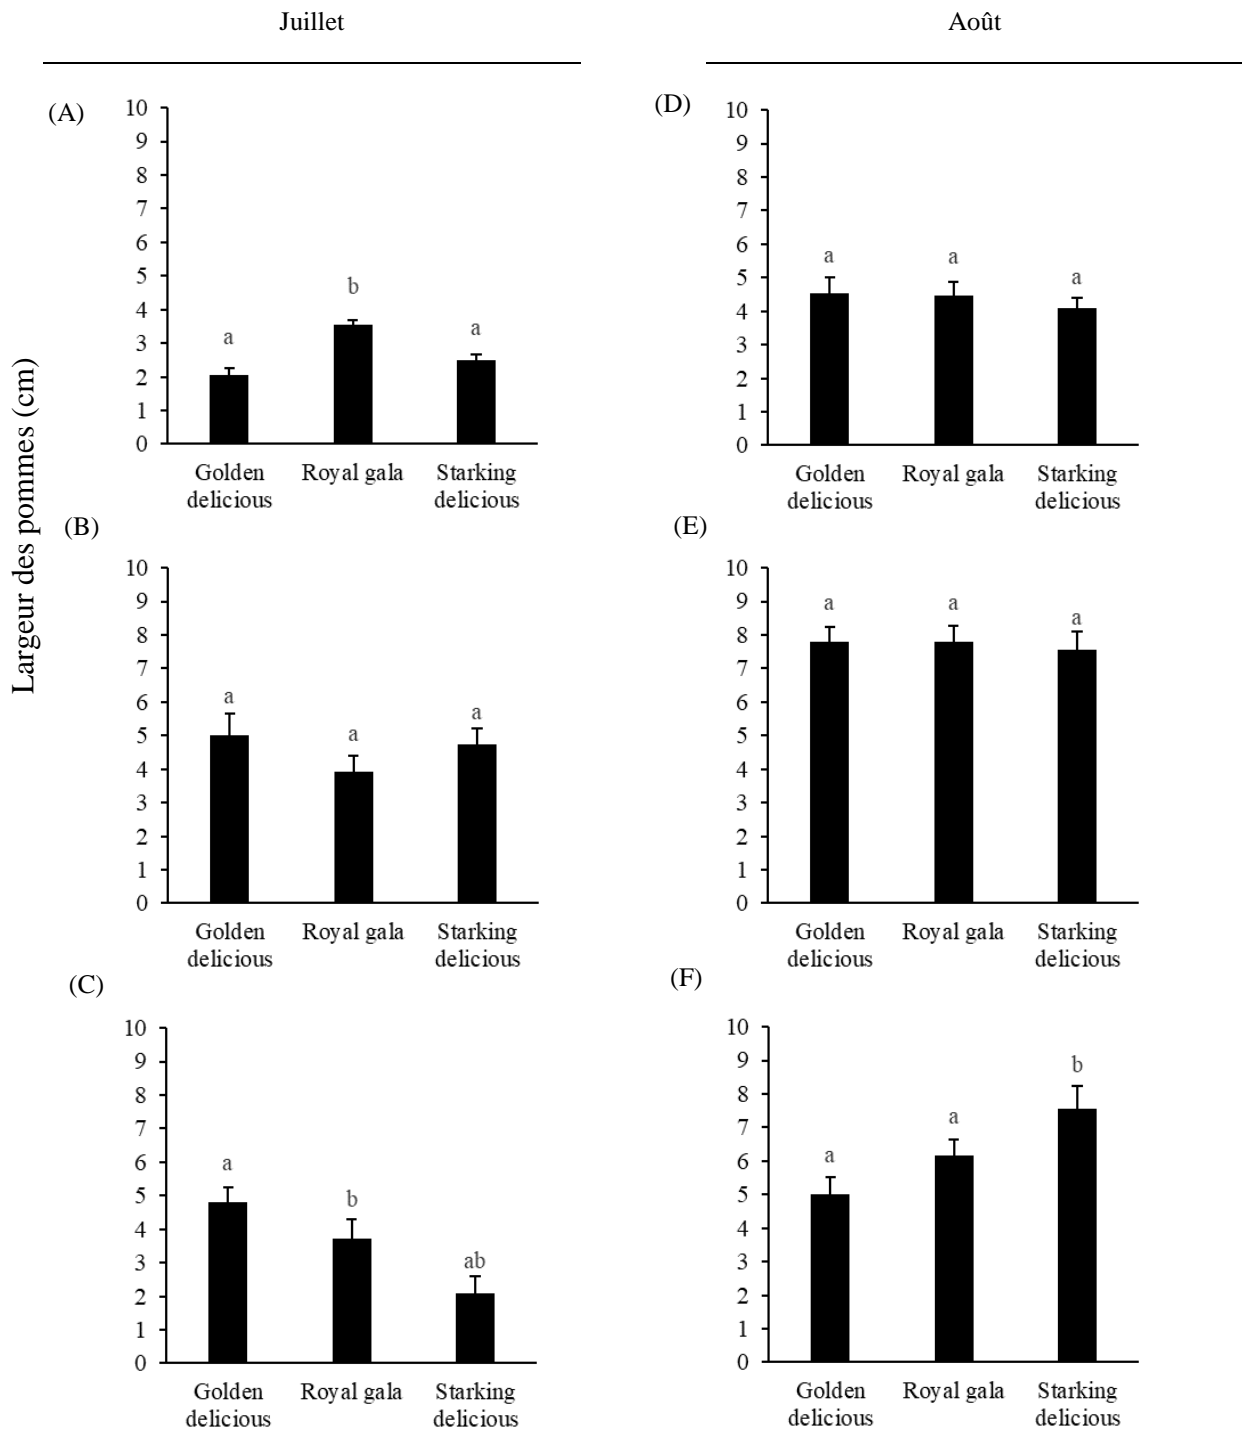 Juillet
Août
Largeur des pommes (cm)
(A)
10
9
8
7
6
5
4
3
2
1
0
a
b
a
Golden
delicious
Royal gala
Starking
delicious
(D)
10
9
8
7
6
5
4
3
2
1
0
a
a
a
Golden
delicious
Royal gala
Starking
delicious
(B)
10
9
8
7
6
5
4
3
2
1
0
a
a
a
Golden
delicious
Royal gala
Starking
delicious
(E)
10
9
8
7
6
5
4
3
2
1
0
a
a
a
Golden
delicious
Royal gala
Starking
delicious
(C)
10
9
8
7
6
5
4
3
2
1
0
a
b
ab
Golden
delicious
Royal gala
Starking
delicious
(F)
10
9
8
7
6
5
4
3
2
1
0
a
a
b
Golden
delicious
Royal gala
Starking
delicious